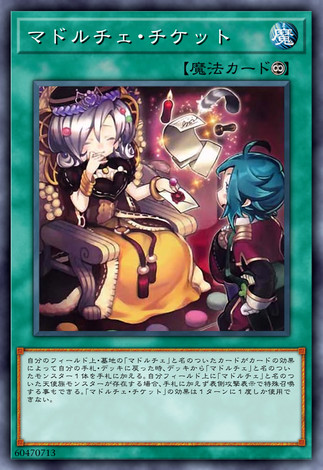 マドルチェ・チケット
魔
【魔法カード】
自分のフィールド上・墓地の「マドルチェ」と名のついたカードがカードの効果
によって自分の手札・デッキに戻った時、デッキから「マドルチェ」と名のつい
たモンスター1体を手札に加える。自分フィールド上に「マドルチェ」と名のつ
いた天使族モンスターが存在する場合、手札に加えず表側攻撃表示で特殊召喚
する事もできる。「マドルチェ・チケット」の効果は1ターンに1度しか使用で
きない。
60470713